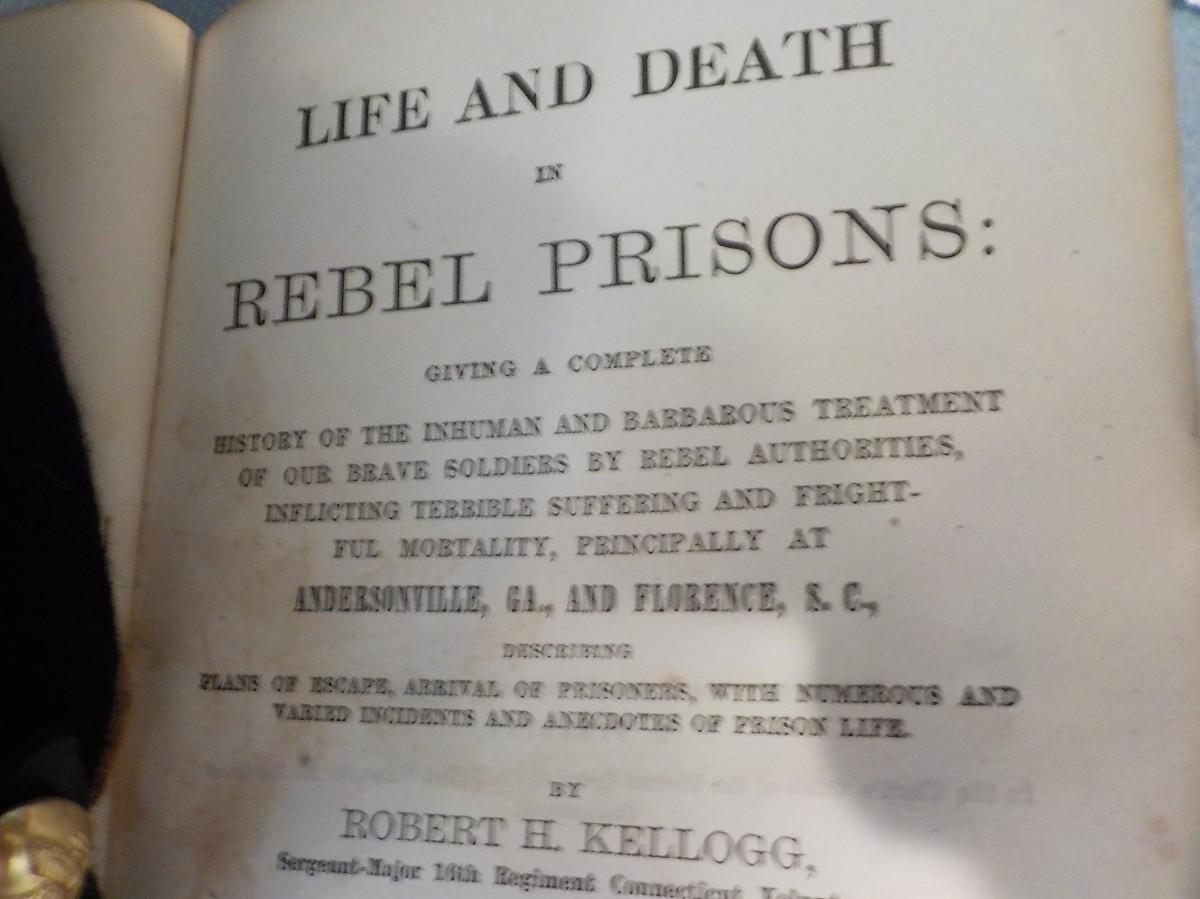 LIFE AND DEATH
IN
REBEL PRISONS:
GIVING A COMPLETE
HISTORY OF THE INHUMAN AND BARBAROUS TREATMENT
OF OUR BRAVE SOLDIERS BY REBEL AUTHORITIES,
INFLICTING TERRIBLE SUFFERING AND FRIGHT-
FUL MORTALITY, PRINCIPALLY AT
ANDERSONVILLE, GA., AND FLORENCE, S. C.,
DESCRIBING
PLANS OF ESCAPE, ARRIVAL OF PRISONERS, WITH NUMEROUS AND
VARIED INCIDENTS AND ANECDOTES OF PRISON LIFE.
BY
ROBERT H. KELLOGG,
Sergeant-Major 16th Regiment Connecticut